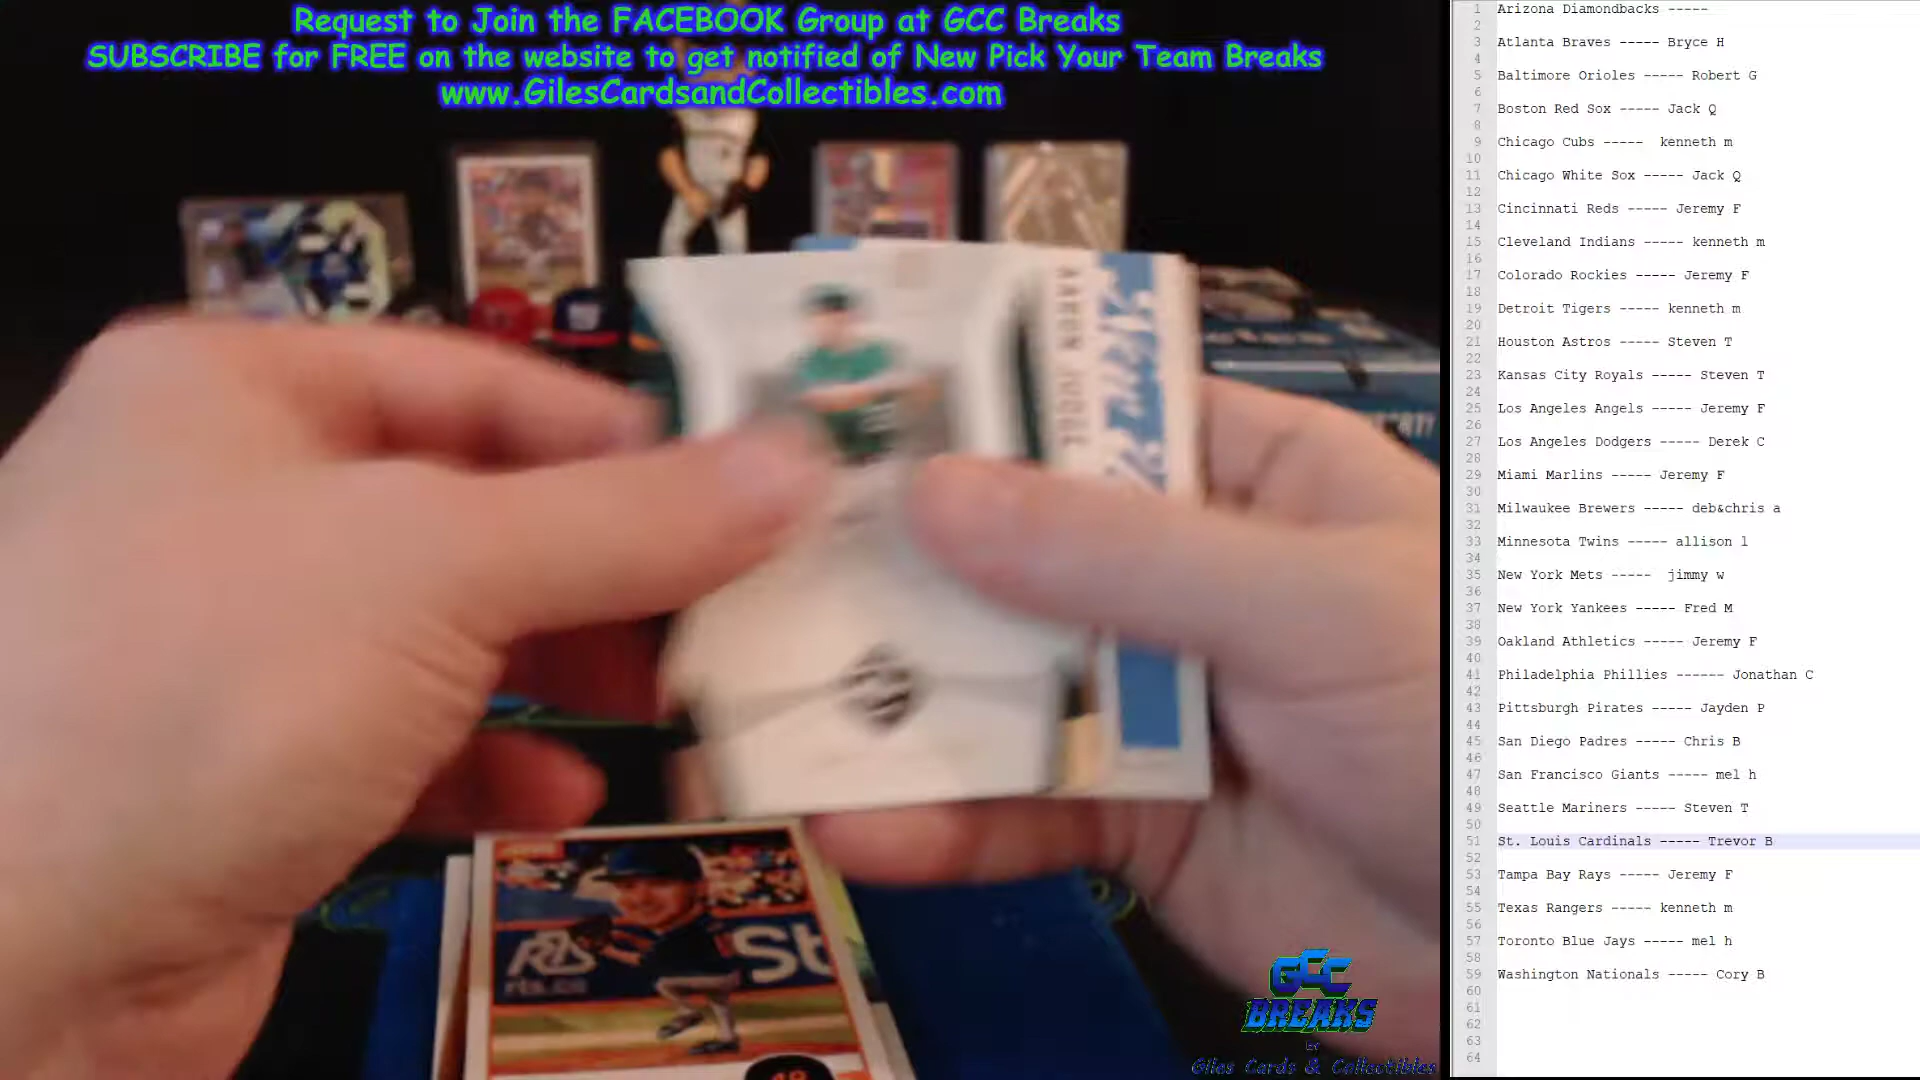 Request to Join the FACEBOOK Group at GCC Breaks
SUBSCRIBE for FREE on the website to get notified of New Pick Your Team Breaks
www.GilesCardsandCollectibles.com
AARON JUDGE
St
GCC
BREAKS
BY
Giles Cards & Collectibles
1 Arizona Diamondbacks -----
2
3 Atlanta Braves ----- Bryce H
4
5 Baltimore Orioles ----- Robert G
6
7 Boston Red Sox ----- Jack Q
8
9 Chicago Cubs ----- kenneth m
10
11 Chicago White Sox ----- Jack Q
12
13 Cincinnati Reds ----- Jeremy F
14
15 Cleveland Indians ----- kenneth m
16
17 Colorado Rockies ----- Jeremy F
18
19 Detroit Tigers ----- kenneth m
20
21 Houston Astros ----- Steven T
22
23 Kansas City Royals ----- Steven T
24
25 Los Angeles Angels ----- Jeremy F
26
27 Los Angeles Dodgers ----- Derek C
28
29 Miami Marlins ----- Jeremy F
30
31 Milwaukee Brewers ----- deb&chris a
32
33 Minnesota Twins ----- allison l
34
35 New York Mets ----- jimmy w
36
37 New York Yankees ----- Fred M
38
39 Oakland Athletics ----- Jeremy F
40
41 Philadelphia Phillies ------ Jonathan C
42
43 Pittsburgh Pirates ----- Jayden P
44
45 San Diego Padres ----- Chris B
46
47 San Francisco Giants ----- mel h
48
49 Seattle Mariners ----- Steven T
50
51 St. Louis Cardinals ----- Trevor B
52
53 Tampa Bay Rays ----- Jeremy F
54
55 Texas Rangers ----- kenneth m
56
57 Toronto Blue Jays ----- mel h
58
59 Washington Nationals ----- Cory B
60
61
62
63
64